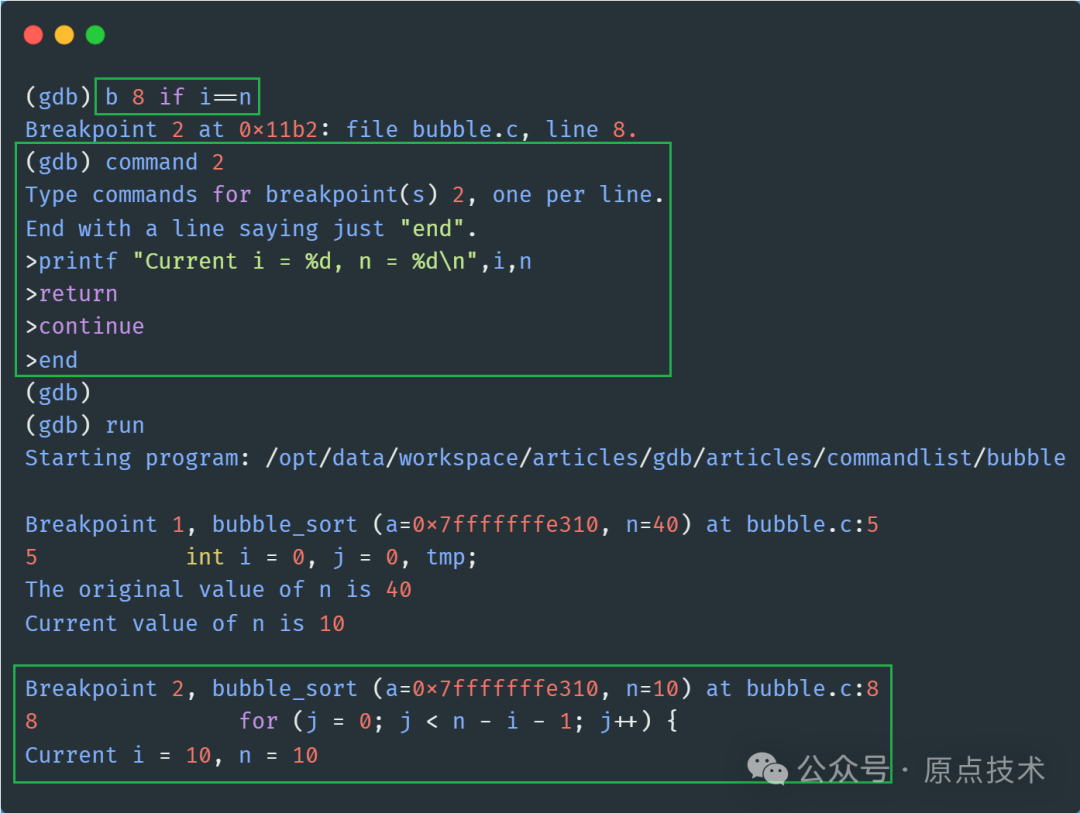 (gdb) b 8 if i==n
Breakpoint 2 at 0x11b2: file bubble.c, line 8.
(gdb) command 2
Type commands for breakpoint(s) 2, one per line.
End with a line saying just "end".
>printf "Current i = %d, n = %d\n",i,n
>return
>continue
>end
(gdb)
(gdb) run
Starting program: /opt/data/workspace/articles/gdb/articles/commandlist/bubble
Breakpoint 1, bubble_sort (a=0x7fffffffe310, n=40) at bubble.c:5
5 int i = 0, j = 0, tmp;
The original value of n is 40
Current value of n is 10
Breakpoint 2, bubble_sort (a=0x7fffffffe310, n=10) at bubble.c:8
8 for (j = 0; j < n - i - 1; j++) {
Current i = 10, n = 10
公众号 · 原点技术